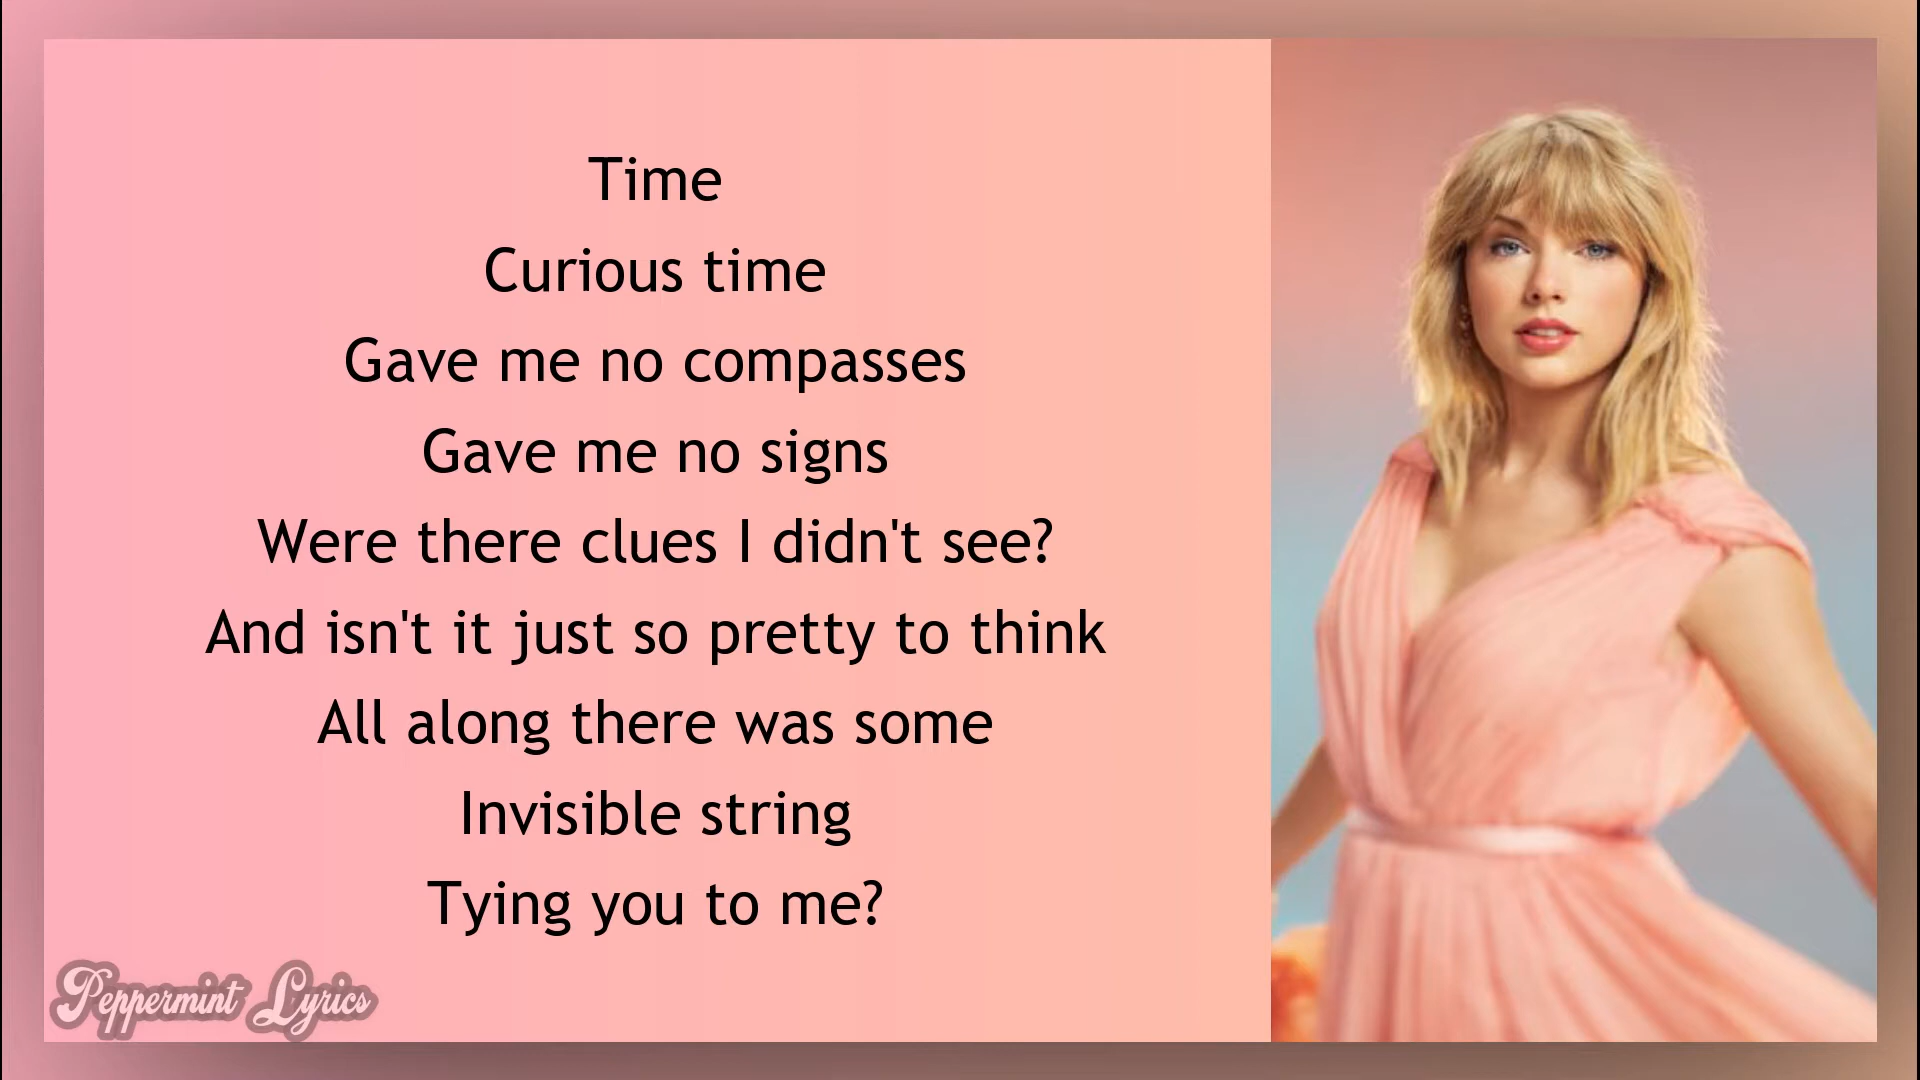 Time
Curious time
Gave me no compasses
Gave me no signs
Were there clues I didn't see?
And isn't it just so pretty to think
All along there was some
Invisible string
Tying you to me?
Peppermint Lyrics